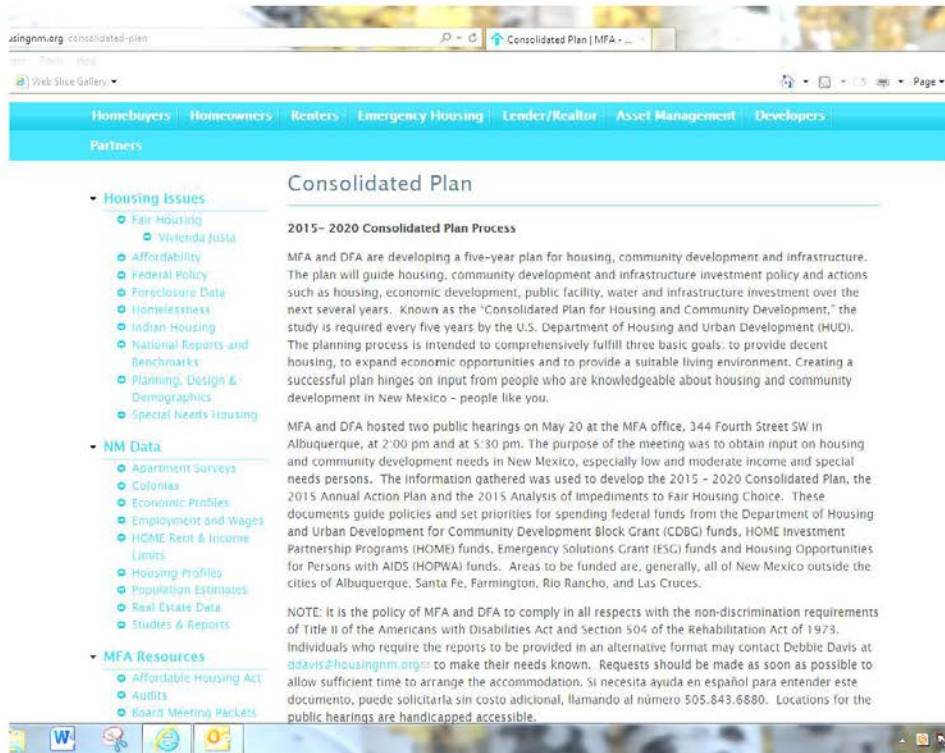 usingnm.org/consolidated-plan
Consolidated Plan | MFA - ...
Tools Help
Web Slice Gallery
Page
Homebuyers Homeowners Renters Emergency Housing Lender/Realtor Asset Management Developers
Partners
Housing Issues
Fair Housing
Vivienda Justa
Affordability
Federal Policy
Foreclosure Data
Homelessness
Indian Housing
National Reports and
Benchmarks
Planning, Design &
Demographics
Special Needs Housing
NM Data
Apartment Surveys
Colonias
Economic Profiles
Employment and Wages
HOME Rent & Income
Limits
Housing Profiles
Population Estimates
Real Estate Data
Studies & Reports
MFA Resources
Affordable Housing Act
Audits
Board Meeting Packets
Consolidated Plan
2015- 2020 Consolidated Plan Process
MFA and DFA are developing a five-year plan for housing, community development and infrastructure.
The plan will guide housing, community development and infrastructure investment policy and actions
such as housing, economic development, public facility, water and infrastructure investment over the
next several years. Known as the "Consolidated Plan for Housing and Community Development," the
study is required every five years by the U.S. Department of Housing and Urban Development (HUD).
The planning process is intended to comprehensively fulfill three basic goals: to provide decent
housing, to expand economic opportunities and to provide a suitable living environment. Creating a
successful plan hinges on input from people who are knowledgeable about housing and community
development in New Mexico - people like you.
MFA and DFA hosted two public hearings on May 20 at the MFA office, 344 Fourth Street SW in
Albuquerque, at 2:00 pm and at 5:30 pm. The purpose of the meeting was to obtain input on housing
and community development needs in New Mexico, especially low and moderate income and special
needs persons. The information gathered was used to develop the 2015 - 2020 Consolidated Plan, the
2015 Annual Action Plan and the 2015 Analysis of Impediments to Fair Housing Choice. These
documents guide policies and set priorities for spending federal funds from the Department of Housing
and Urban Development for Community Development Block Grant (CDBG) funds, HOME Investment
Partnership Programs (HOME) funds, Emergency Solutions Grant (ESG) funds and Housing Opportunities
for Persons with AIDS (HOPWA) funds. Areas to be funded are, generally, all of New Mexico outside the
cities of Albuquerque, Santa Fe, Farmington, Rio Rancho, and Las Cruces.
NOTE: It is the policy of MFA and DFA to comply in all respects with the non-discrimination requirements
of Title II of the Americans with Disabilities Act and Section 504 of the Rehabilitation Act of 1973.
Individuals who require the reports to be provided in an alternative format may contact Debbie Davis at
ddavis@housingnm.org to make their needs known. Requests should be made as soon as possible to
allow sufficient time to arrange the accommodation. Si necesita ayuda en español para entender este
documento, puede solicitarla sin costo adicional, llamando al número 505.843.6880. Locations for the
public hearings are handicapped accessible.